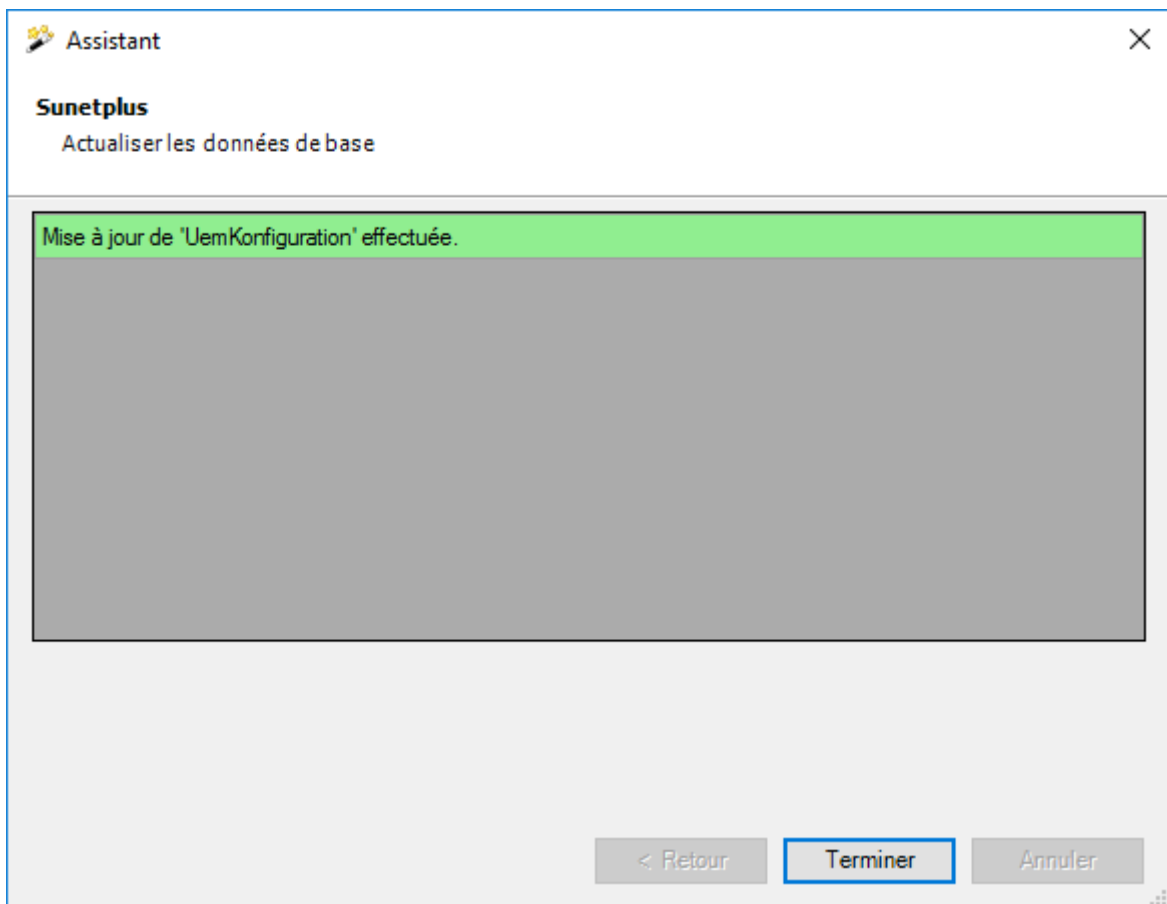 Assistant
Sunetplus
Actualiser les données de base
Mise à jour de 'UemKonfiguration' effectuée.
< Retour
Terminer
Annuler